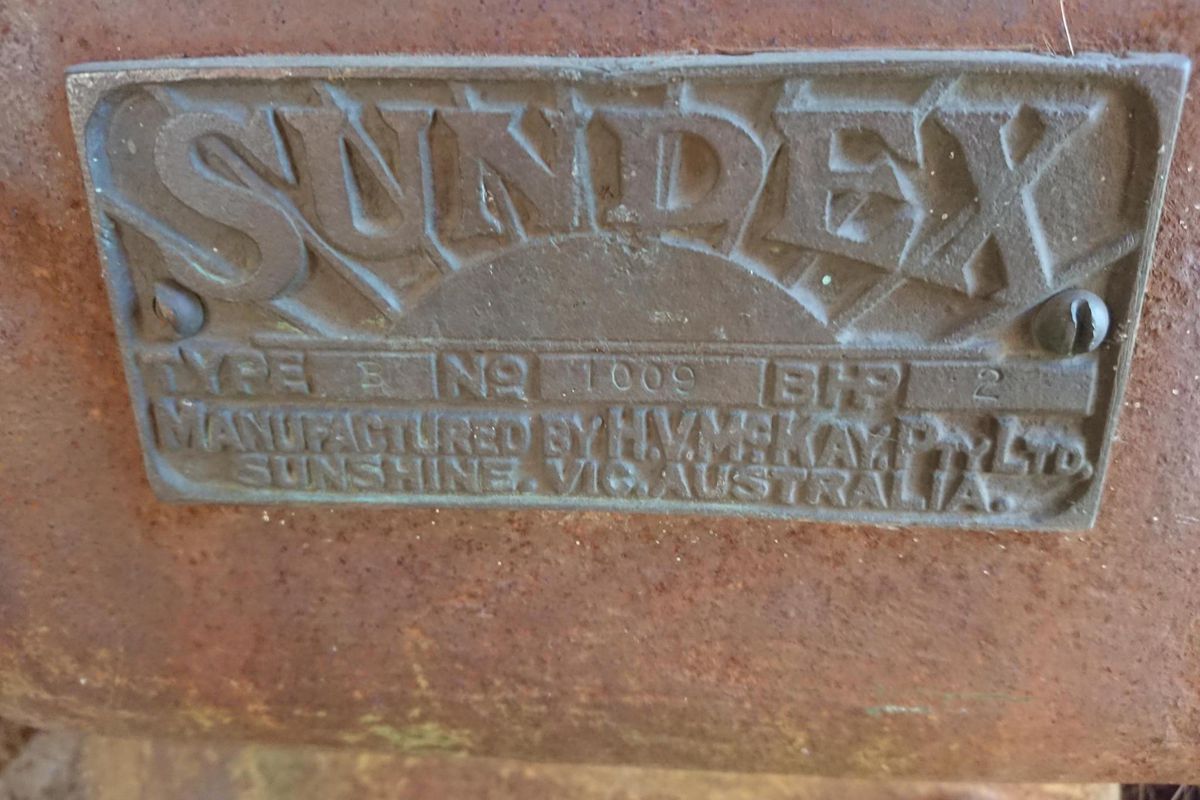 SUNDEX
TYPE B No 1009 BHP 2
MANUFACTURED BY H.V. McKAY. PTY LTD,
SUNSHINE. VIC. AUSTRALIA.